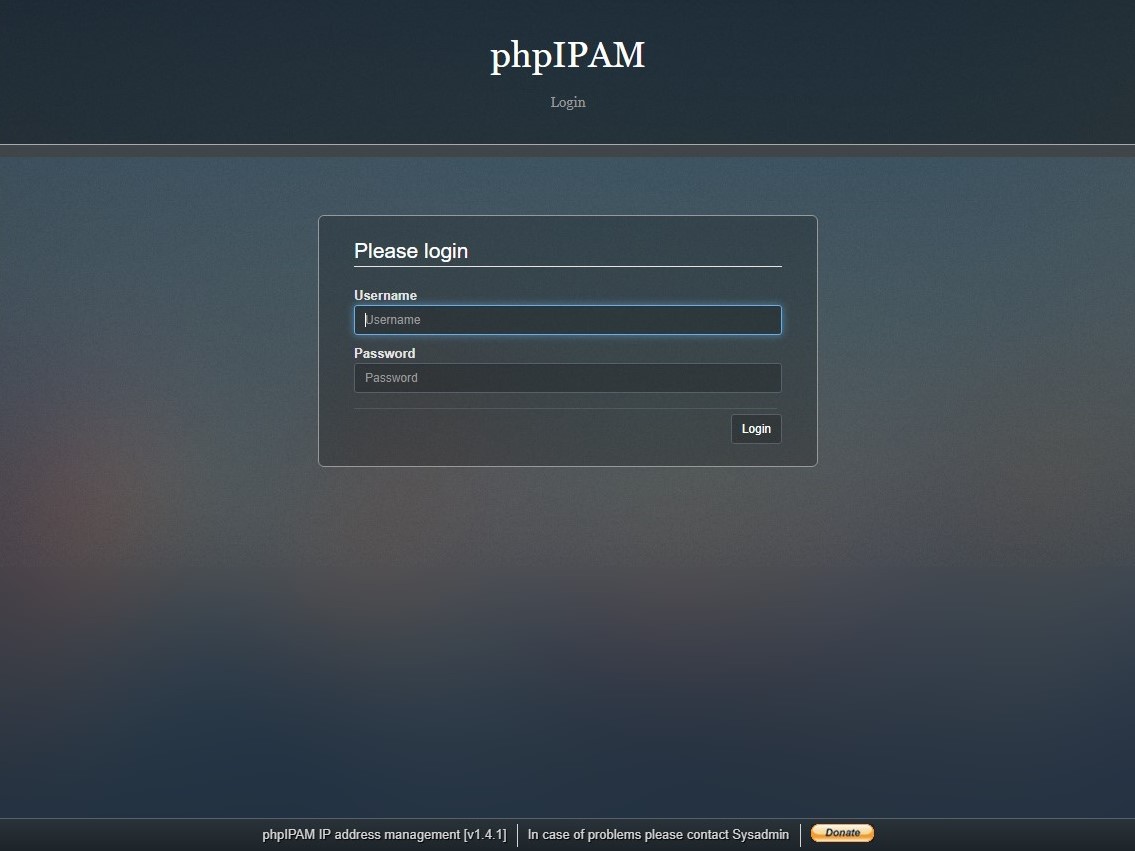 phpIPAM
Login
Please login
Username
Username
Password
Password
Login
phpIPAM IP address management [v1.4.1] In case of problems please contact Sysadmin Donate